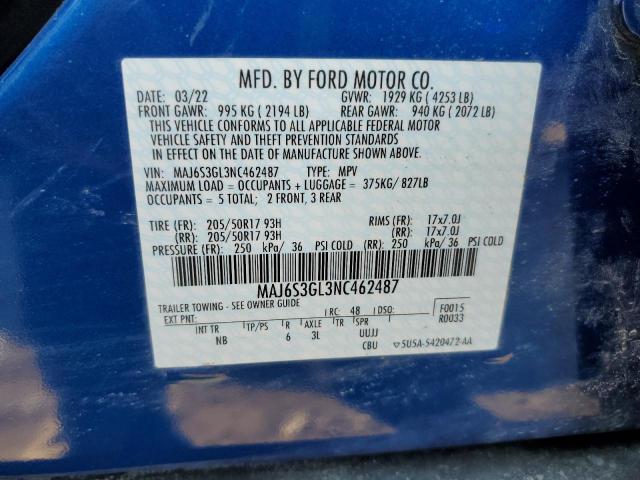 MFD. BY FORD MOTOR CO.
DATE: 03/22 GVWR: 1929 KG ( 4253 LB)
FRONT GAWR: 995 KG ( 2194 LB) REAR GAWR: 940 KG ( 2072 LB)
THIS VEHICLE CONFORMS TO ALL APPLICABLE FEDERAL MOTOR
VEHICLE SAFETY AND THEFT PREVENTION STANDARDS
IN EFFECT ON THE DATE OF MANUFACTURE SHOWN ABOVE.
VIN: MAJ6S3GL3NC462487 TYPE: MPV
MAXIMUM LOAD = OCCUPANTS + LUGGAGE = 375KG/ 827LB
OCCUPANTS = 5 TOTAL; 2 FRONT, 3 REAR
TIRE (FR): 205/50R17 93H RIMS (FR): 17x7.0J
(RR): 205/50R17 93H (RR): 17x7.0J
PRESSURE (FR): 250 kPa/ 36 PSI COLD (RR): 250 kPa/ 36 PSI COLD
MAJ6S3GL3NC462487
TRAILER TOWING - SEE OWNER GUIDE
EXT PNT: RC: 48 DSO: F0015
R0033
INT TR TP/PS R AXLE TR SPR
NB 6 3L UUJJ
CBU 5U5A-5420472-AA